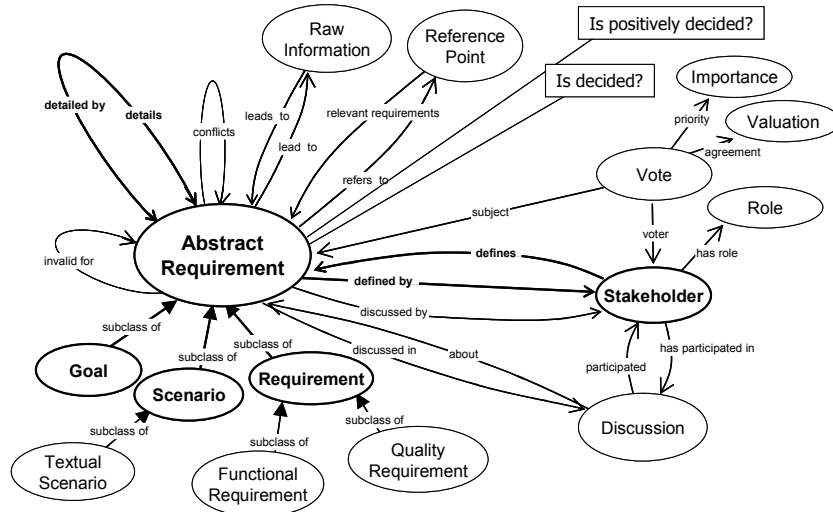 Is positively decided?
Raw
Information
Reference
Point
Is decided?
Importance
detailed by
details
conflicts
leads to
lead to
relevant requirements
refers to
priority
Valuation
agreement
Vote
subject
voter
Role
has role
Abstract
Requirement
invalid for
defines
defined by
discussed by
Stakeholder
subclass of
subclass of
subclass of
discussed in
about
participated
has participated in
Goal
Scenario
Requirement
Discussion
subclass of
subclass of
subclass of
Textual
Scenario
Functional
Requirement
Quality
Requirement